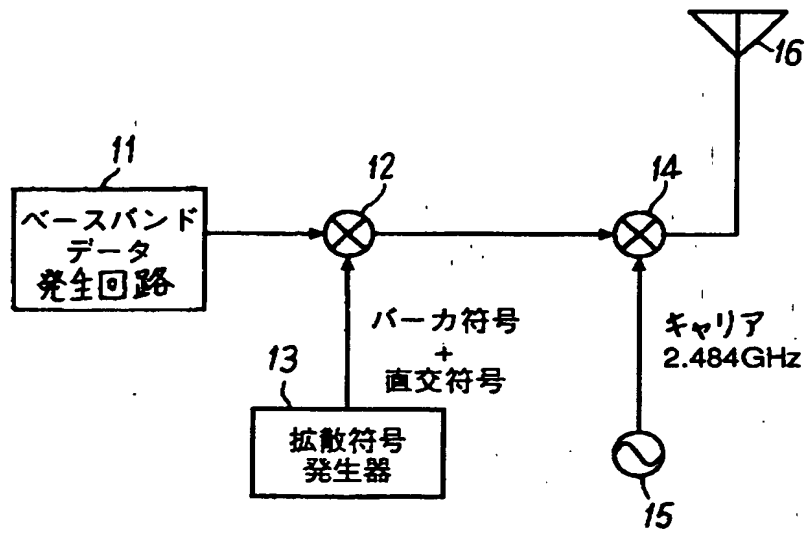 16
11
ベースバンド
データ
発生回路
12
14
バーカ符号
+
直交符号
キャリア
2.484GHz
13
拡散符号
発生器
15